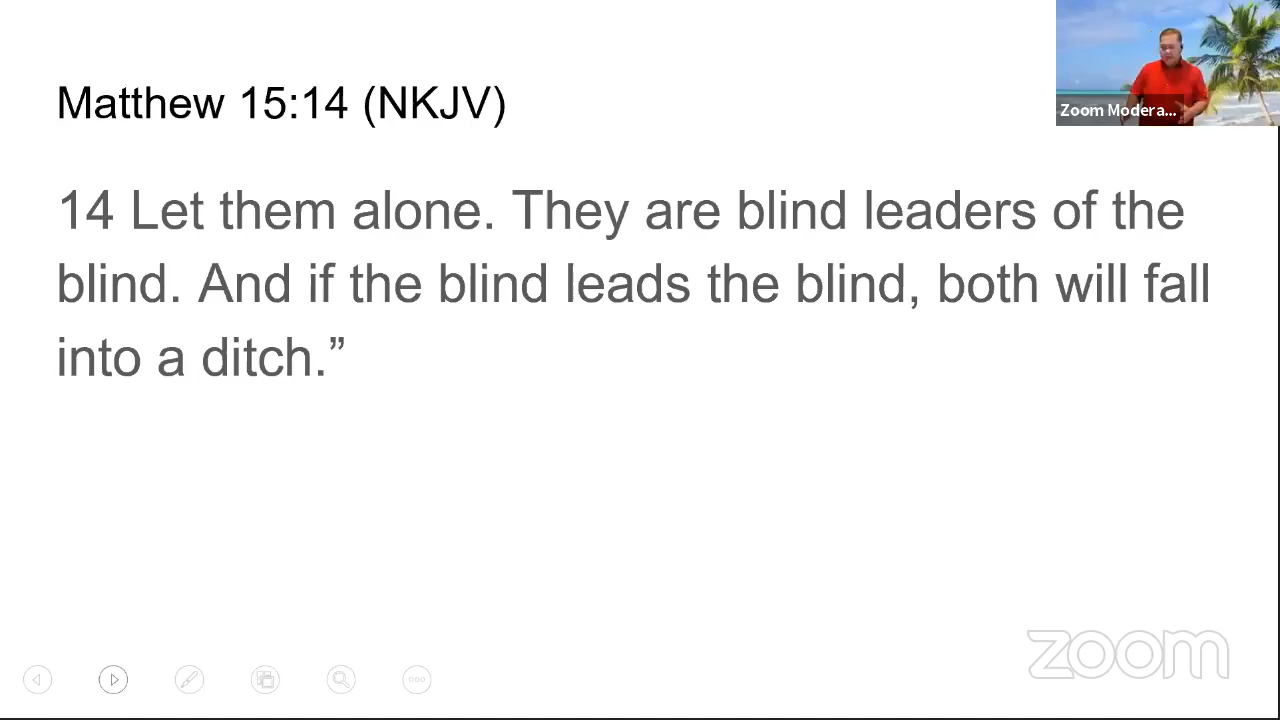 Matthew 15:14 (NKJV)
Zoom Modera...
14 Let them alone. They are blind leaders of the
blind. And if the blind leads the blind, both will fall
into a ditch.”
zoom